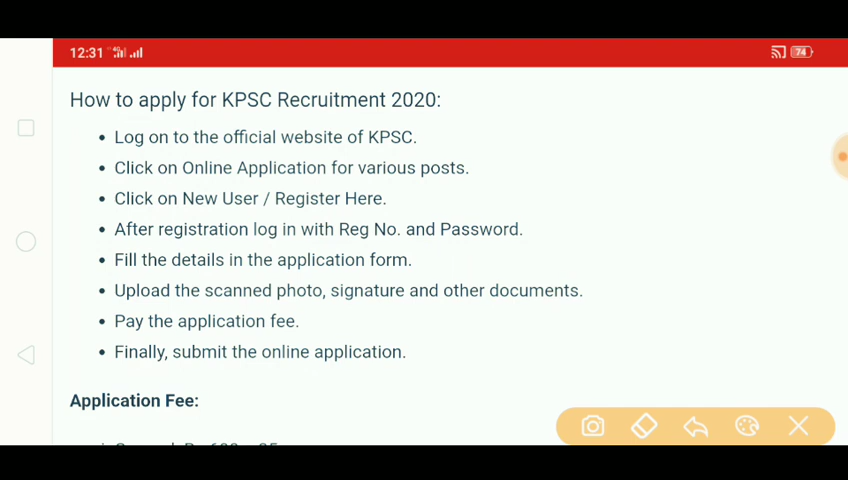 12:31
74
How to apply for KPSC Recruitment 2020:
• Log on to the official website of KPSC.
• Click on Online Application for various posts.
• Click on New User / Register Here.
• After registration log in with Reg No. and Password.
• Fill the details in the application form.
• Upload the scanned photo, signature and other documents.
• Pay the application fee.
• Finally, submit the online application.
Application Fee: